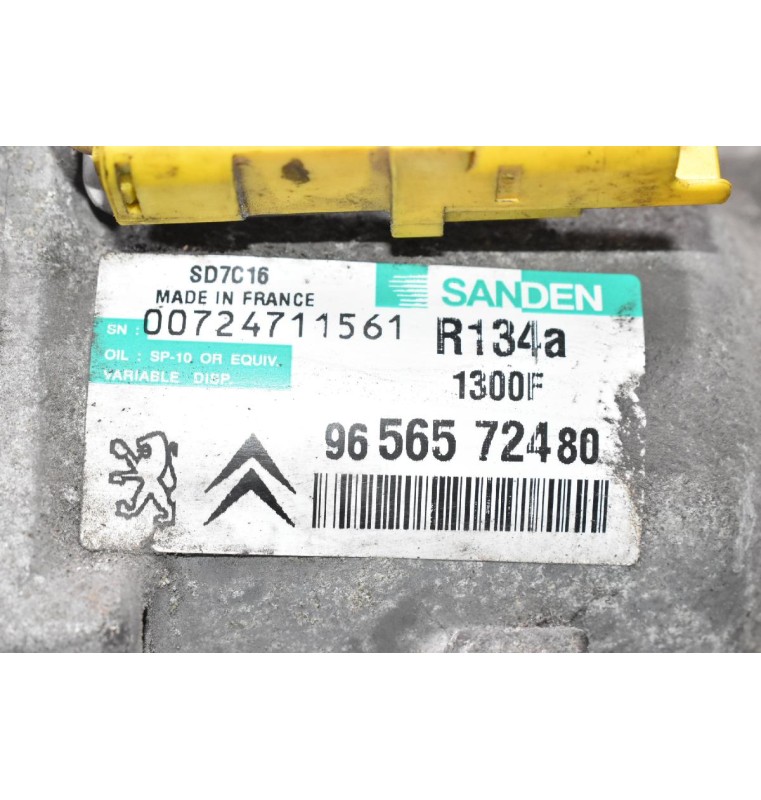 SD7C16
MADE IN FRANCE
SANDEN
SN : 00724711561
R134a
OIL : SP-10 OR EQUIV.
VARIABLE DISP.
1300F
96 565 724 80